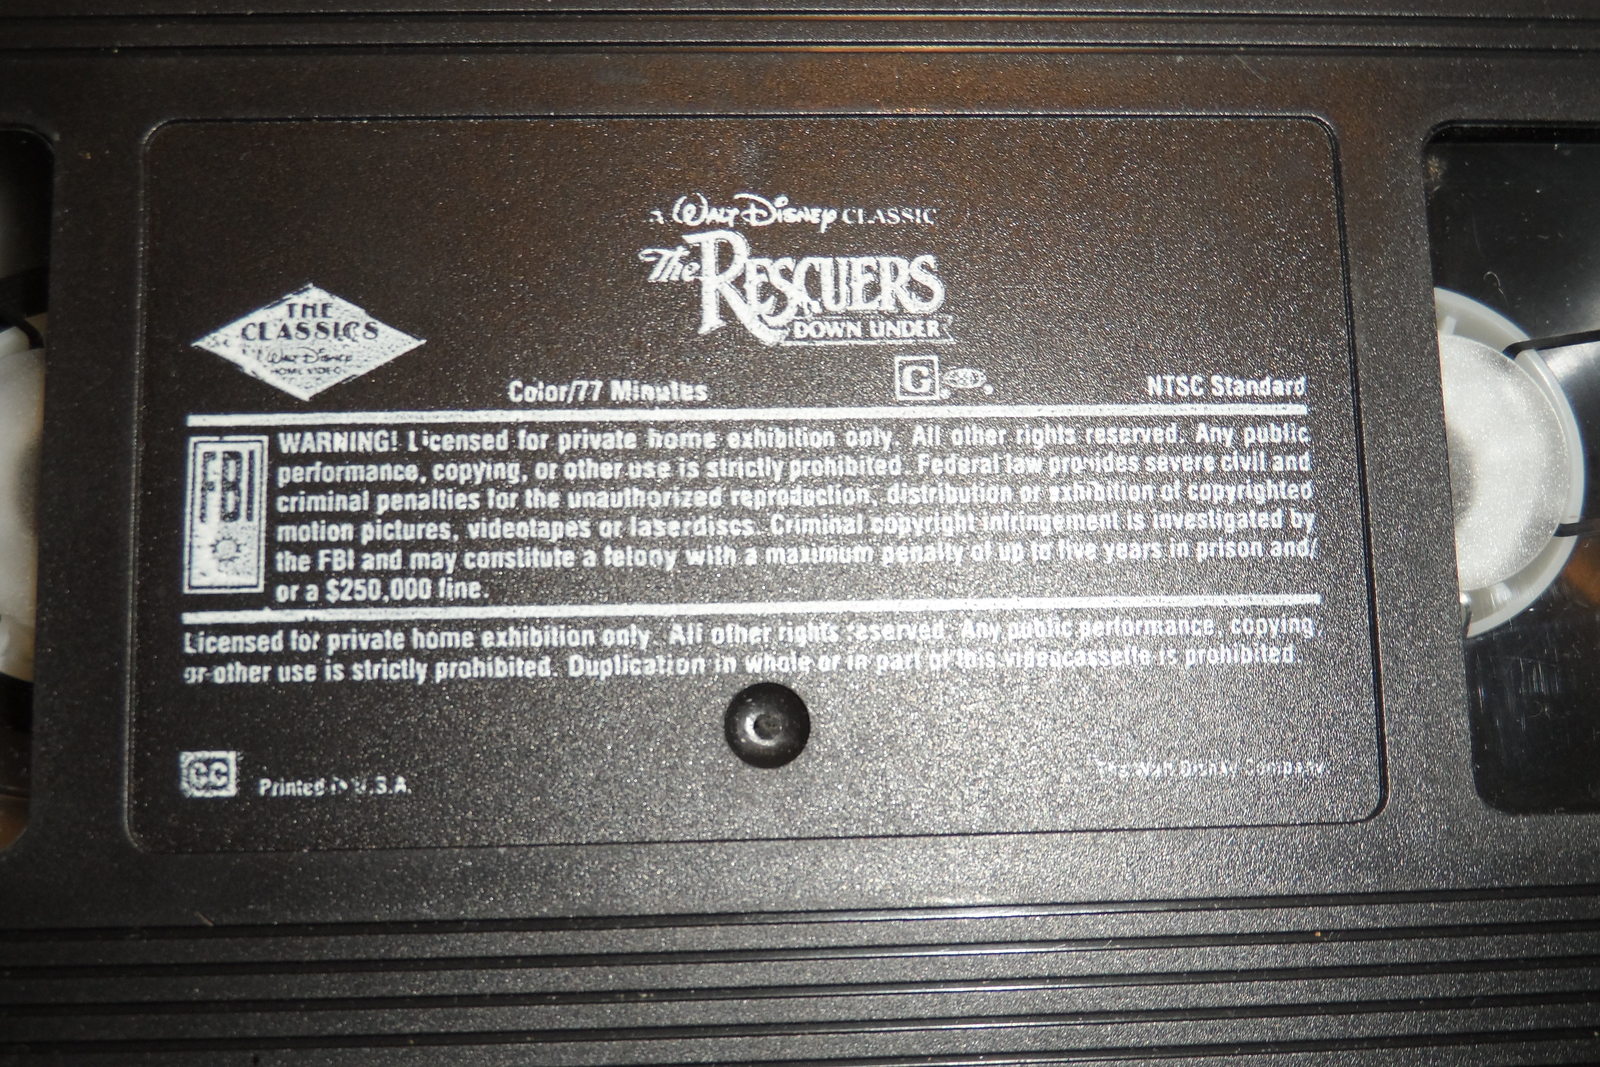 A WALT DISNEY CLASSIC
The RESCUERS
DOWN UNDER
THE
CLASSICS
WALT DISNEY
HOME VIDEO
Color/77 Minutes
G
NTSC Standard
FBI
WARNING! Licensed for private home exhibition only. All other rights reserved. Any public
performance, copying, or other use is strictly prohibited. Federal law provides severe civil and
criminal penalties for the unauthorized reproduction, distribution or exhibition of copyrighted
motion pictures, videotapes or laserdiscs. Criminal copyright infringement is investigated by
the FBI and may constitute a felony with a maximum penalty of up to five years in prison and/
or a $250,000 fine.
Licensed for private home exhibition only. All other rights reserved. Any public performance, copying,
or other use is strictly prohibited. Duplication in whole or in part of this videocassette is prohibited.
CC
Printed in U.S.A.
The Walt Disney Company